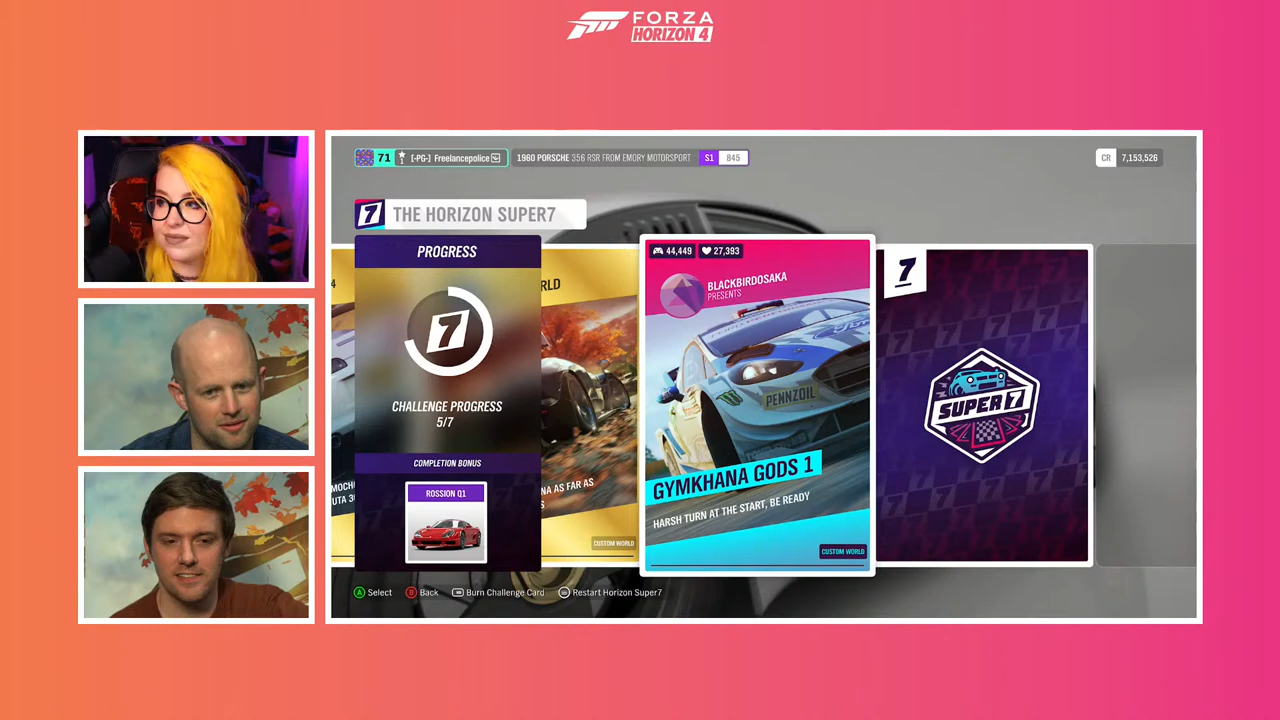 FORZA
HORIZON 4
71 [-PG-] Freelancepolice
1960 PORSCHE 356 RSR FROM EMORY MOTORSPORT S1 845
CR 7,153,526
7 THE HORIZON SUPER7
PROGRESS
7
CHALLENGE PROGRESS
5/7
COMPLETION BONUS
ROSSION Q1
RLD
NA AS FAR AS
CUSTOM WORLD
44,449 27,393
BLACKBIRDOSAKA
PRESENTS
PENNZOIL
GYMKHANA GODS 1
HARSH TURN AT THE START, BE READY
CUSTOM WORLD
7
SUPER 7
A Select B Back Burn Challenge Card Restart Horizon Super7